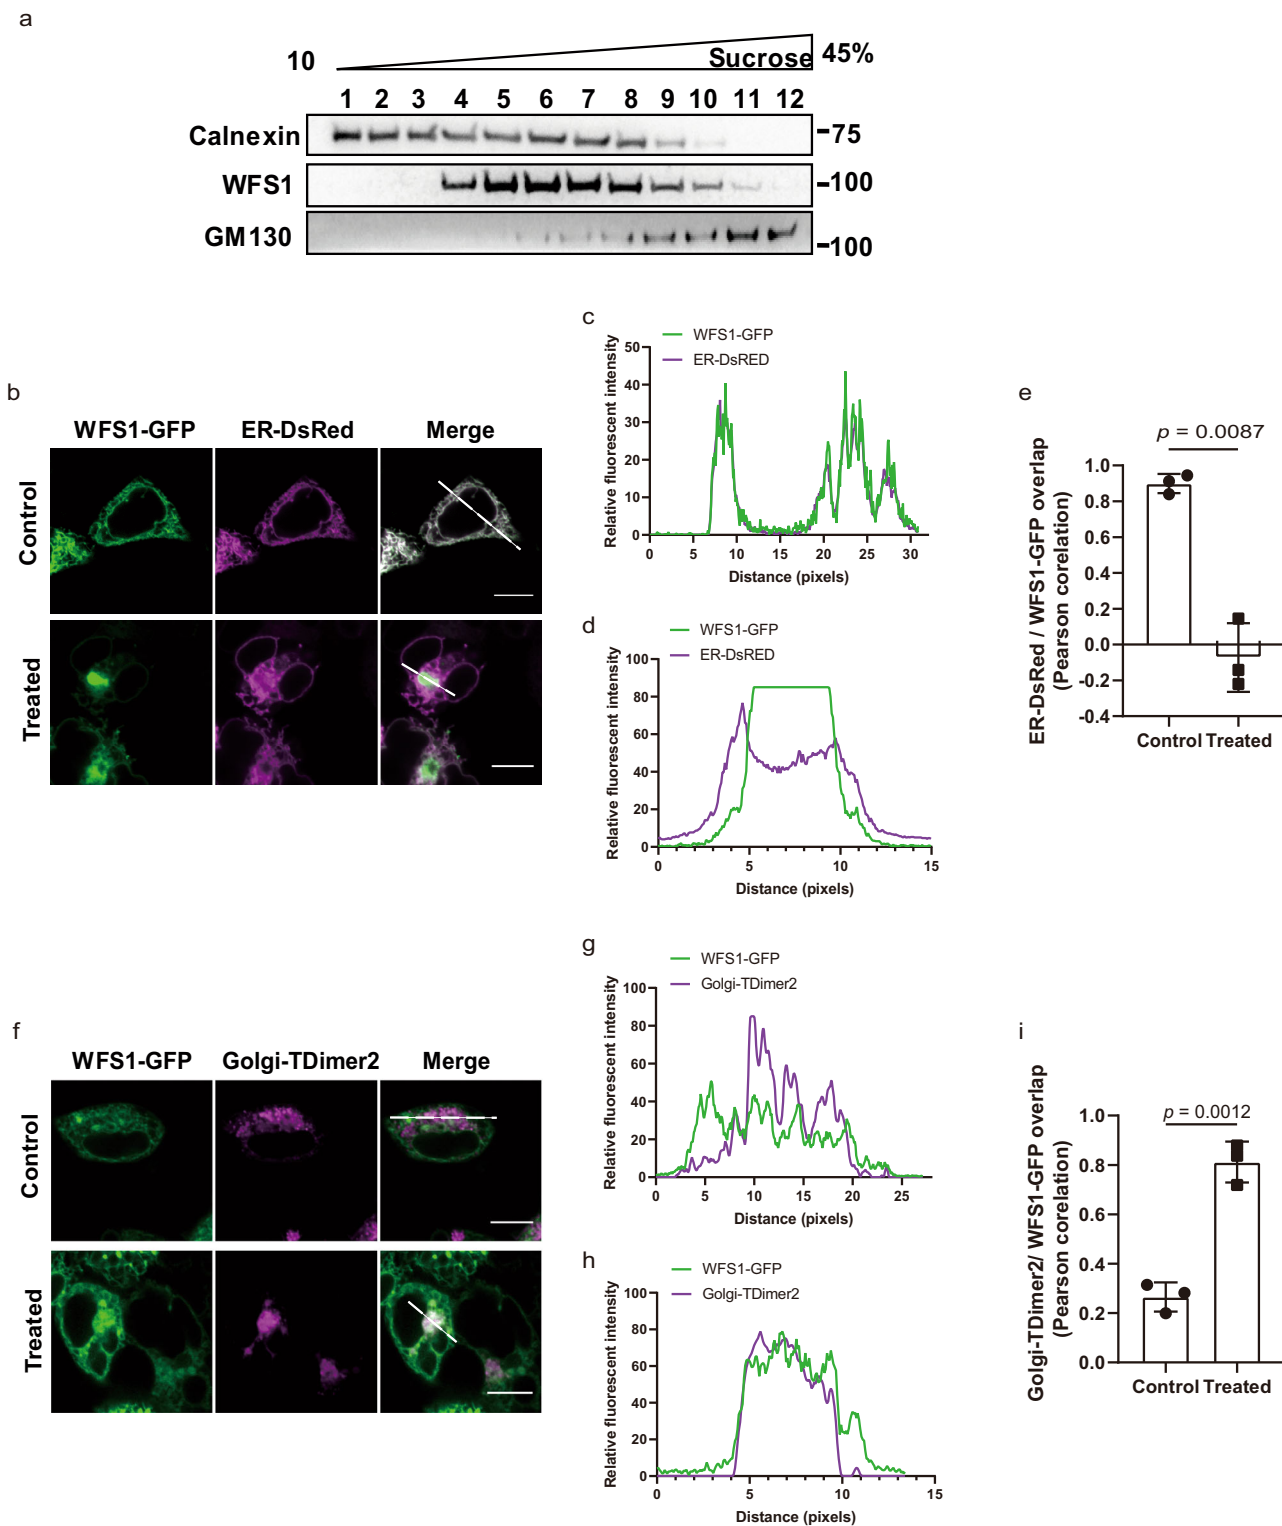 a
10 Sucrose 45%
1 2 3 4 5 6 7 8 9 10 11 12
Calnexin 75
WFS1 100
GM130 100
b
WFS1-GFP ER-DsRed Merge
Control
Treated
c
WFS1-GFP
ER-DsRED
Relative fluorescent intensity
50
40
30
20
10
0
0 5 10 15 20 25 30
Distance (pixels)
d
WFS1-GFP
ER-DsRED
Relative fluorescent intensity
100
80
60
40
20
0
0 5 10 15
Distance (pixels)
e
p = 0.0087
ER-DsRed / WFS1-GFP overlap
(Pearson corelation)
1.0
0.8
0.6
0.4
0.2
0.0
-0.2
-0.4
Control Treated
f
WFS1-GFP Golgi-TDimer2 Merge
Control
Treated
g
WFS1-GFP
Golgi-TDimer2
Relative fluorescent intensity
100
80
60
40
20
0
0 5 10 15 20 25
Distance (pixels)
h
WFS1-GFP
Golgi-TDimer2
Relative fluorescent intensity
100
80
60
40
20
0
0 5 10 15
Distance (pixels)
i
p = 0.0012
Golgi-TDimer2/ WFS1-GFP overlap
(Pearson corelation)
1.0
0.8
0.6
0.4
0.2
0.0
Control Treated